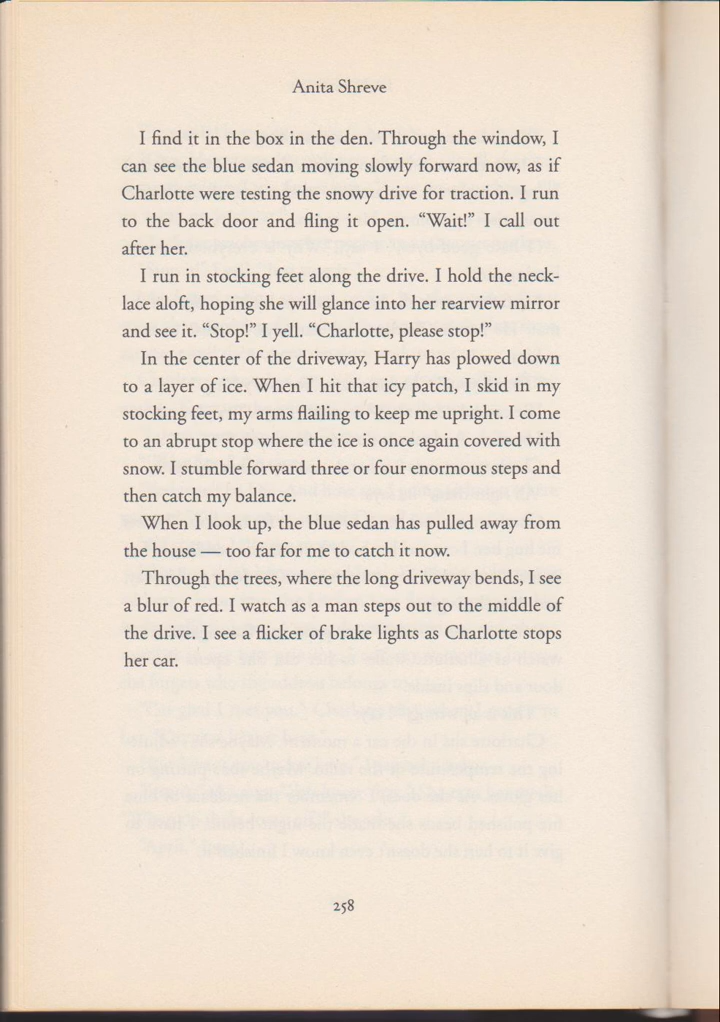 Anita Shreve
I find it in the box in the den. Through the window, I
can see the blue sedan moving slowly forward now, as if
Charlotte were testing the snowy drive for traction. I run
to the back door and fling it open. “Wait!” I call out
after her.
I run in stocking feet along the drive. I hold the neck-
lace aloft, hoping she will glance into her rearview mirror
and see it. “Stop!” I yell. “Charlotte, please stop!”
In the center of the driveway, Harry has plowed down
to a layer of ice. When I hit that icy patch, I skid in my
stocking feet, my arms flailing to keep me upright. I come
to an abrupt stop where the ice is once again covered with
snow. I stumble forward three or four enormous steps and
then catch my balance.
When I look up, the blue sedan has pulled away from
the house — too far for me to catch it now.
Through the trees, where the long driveway bends, I see
a blur of red. I watch as a man steps out to the middle of
the drive. I see a flicker of brake lights as Charlotte stops
her car.
258